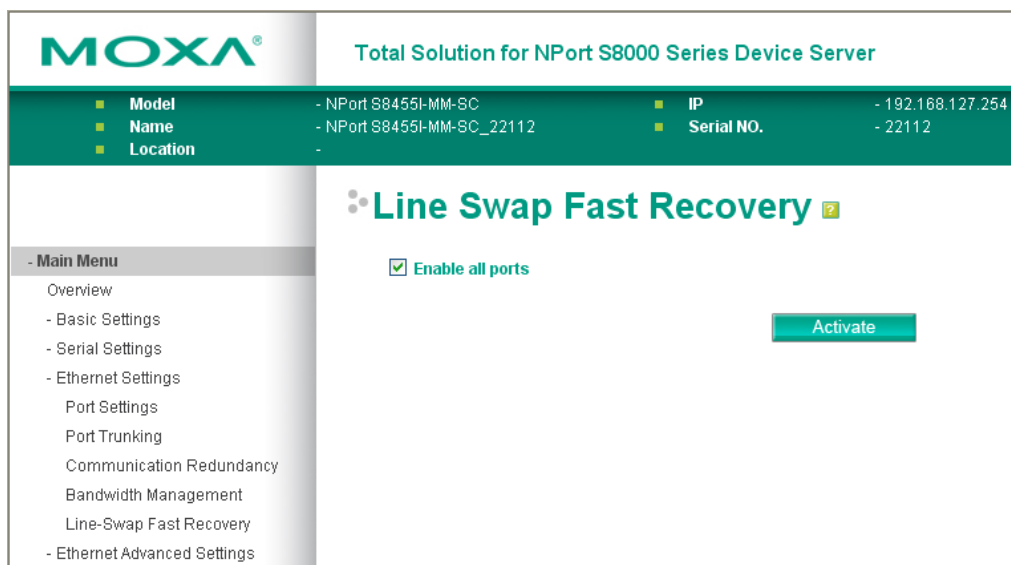 MOXA®
Total Solution for NPort S8000 Series Device Server
Model - NPort S8455I-MM-SC IP - 192.168.127.254
Name - NPort S8455I-MM-SC_22112 Serial NO. - 22112
Location -
Line Swap Fast Recovery ?
- Main Menu
Enable all ports
Overview
- Basic Settings
Activate
- Serial Settings
- Ethernet Settings
Port Settings
Port Trunking
Communication Redundancy
Bandwidth Management
Line-Swap Fast Recovery
- Ethernet Advanced Settings